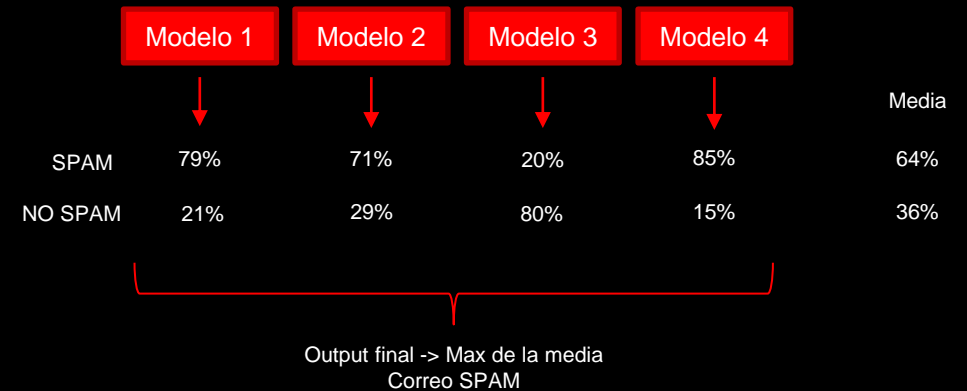 Modelo 1 Modelo 2 Modelo 3 Modelo 4
Media
SPAM 79% 71% 20% 85% 64%
NO SPAM 21% 29% 80% 15% 36%
Output final -> Max de la media
Correo SPAM